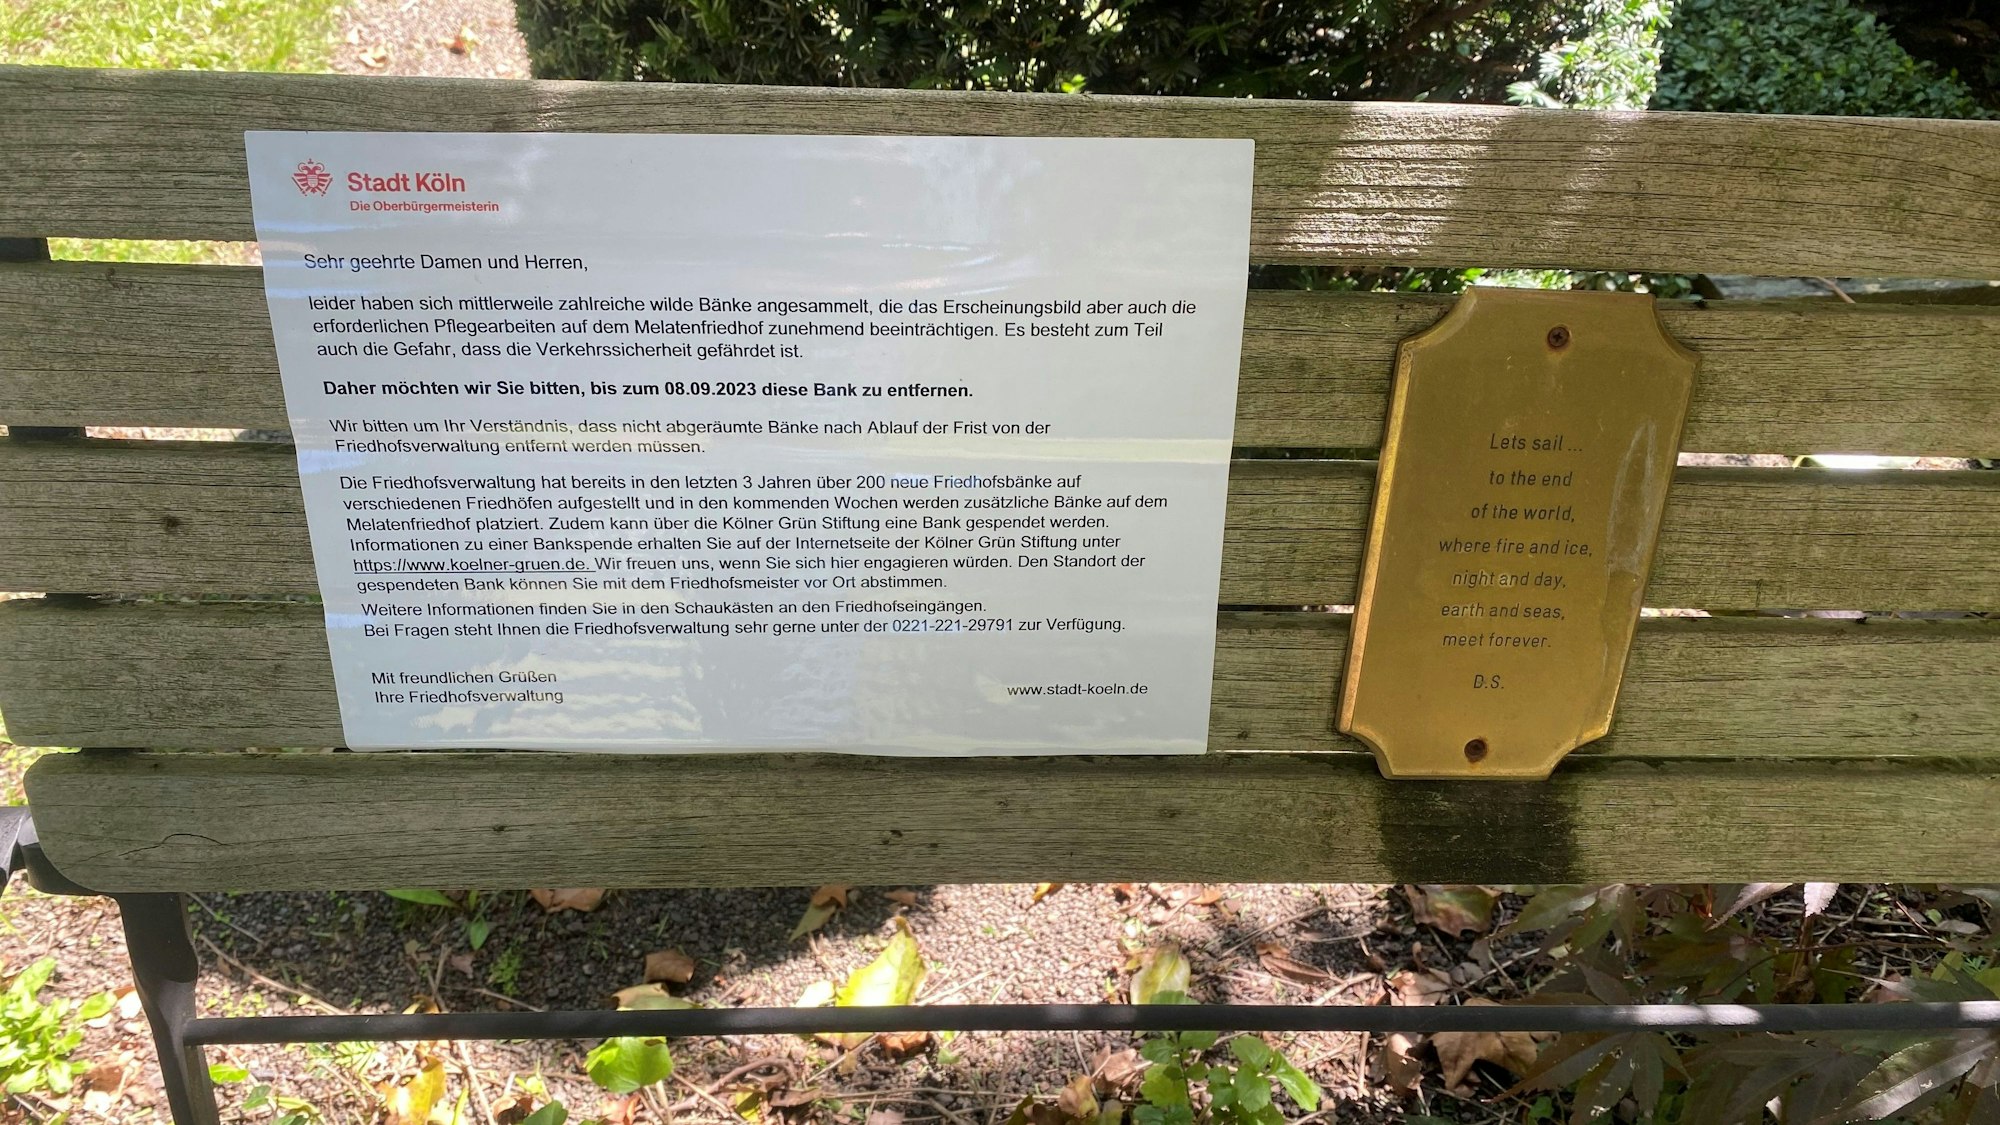 Stadt Köln
Die Oberbürgermeisterin
Sehr geehrte Damen und Herren,
leider haben sich mittlerweile zahlreiche wilde Bänke angesammelt, die das Erscheinungsbild aber auch die
erforderlichen Pflegearbeiten auf dem Melatenfriedhof zunehmend beeinträchtigen. Es besteht zum Teil
auch die Gefahr, dass die Verkehrssicherheit gefährdet ist.
Daher möchten wir Sie bitten, bis zum 08.09.2023 diese Bank zu entfernen.
Wir bitten um Ihr Verständnis, dass nicht abgeräumte Bänke nach Ablauf der Frist von der
Friedhofsverwaltung entfernt werden müssen.
Die Friedhofsverwaltung hat bereits in den letzten 3 Jahren über 200 neue Friedhofsbänke auf
verschiedenen Friedhöfen aufgestellt und in den kommenden Wochen werden zusätzliche Bänke auf dem
Melatenfriedhof platziert. Zudem kann über die Kölner Grün Stiftung eine Bank gespendet werden.
Informationen zu einer Bankspende erhalten Sie auf der Internetseite der Kölner Grün Stiftung unter
https://www.koelner-gruen.de. Wir freuen uns, wenn Sie sich hier engagieren würden. Den Standort der
gespendeten Bank können Sie mit dem Friedhofsmeister vor Ort abstimmen.
Weitere Informationen finden Sie in den Schaukästen an den Friedhofseingängen.
Bei Fragen steht Ihnen die Friedhofsverwaltung sehr gerne unter der 0221-221-29791 zur Verfügung.
Mit freundlichen Grüßen
Ihre Friedhofsverwaltung
www.stadt-koeln.de
Lets sail ...
to the end
of the world,
where fire and ice,
night and day,
earth and seas,
meet forever.
D.S.